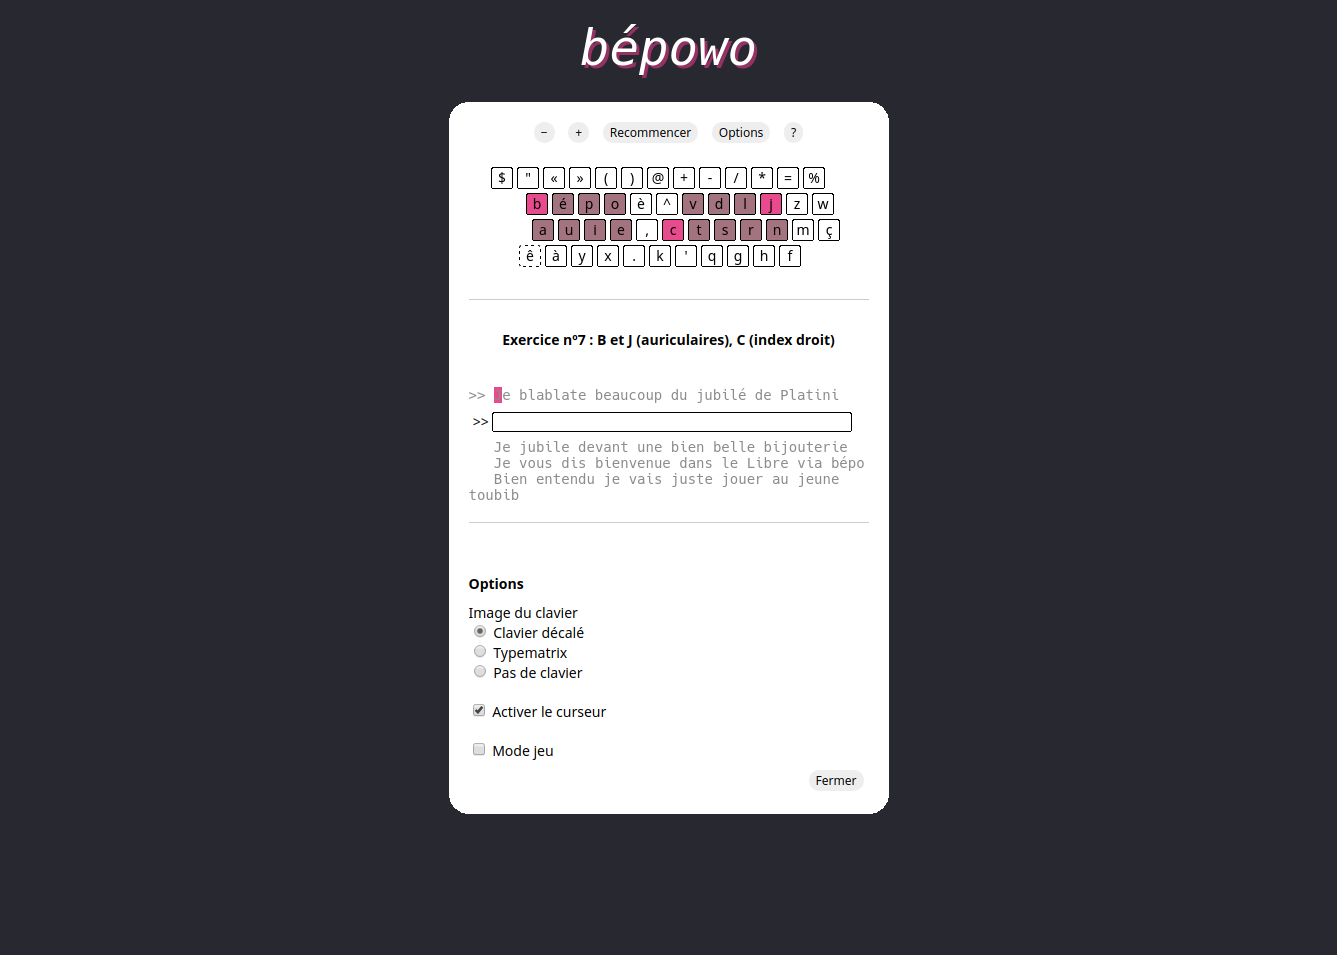 bépowo
− + Recommencer Options ?
$ " « » ( ) @ + - / * = %
b é p o è ^ v d l j z w
a u i e , c t s r n m ç
ê à y x . k ' q g h f
Exercice nº7 : B et J (auriculaires), C (index droit)
>> e blablate beaucoup du jubilé de Platini
>>
Je jubile devant une bien belle bijouterie
Je vous dis bienvenue dans le Libre via bépo
Bien entendu je vais juste jouer au jeune
toubib
Options
Image du clavier
Clavier décalé
Typematrix
Pas de clavier
Activer le curseur
Mode jeu
Fermer